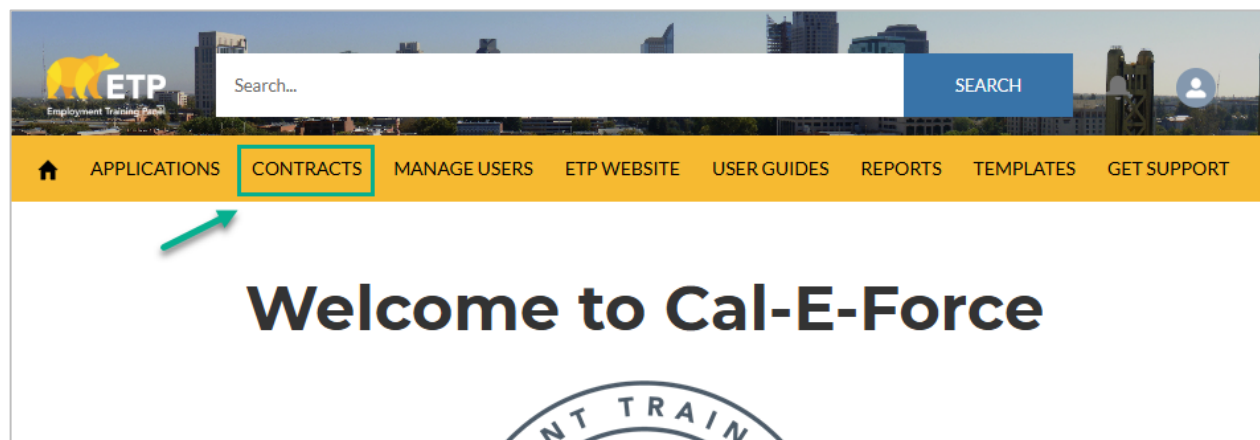 ETP
Employment Training Panel
Search...
SEARCH
APPLICATIONS CONTRACTS MANAGE USERS ETP WEBSITE USER GUIDES REPORTS TEMPLATES GET SUPPORT
Welcome to Cal-E-Force
NT TRAIN